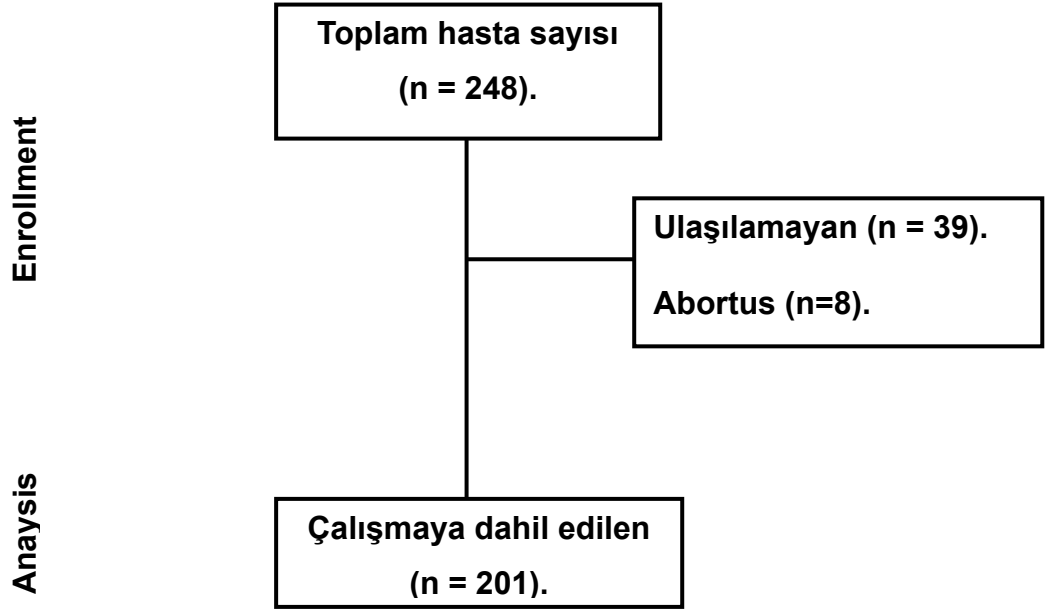 Toplam hasta sayısı
(n = 248).
Enrollment
Ulaşılamayan (n = 39).
Abortus (n=8).
Anaysis
Çalışmaya dahil edilen
(n = 201).